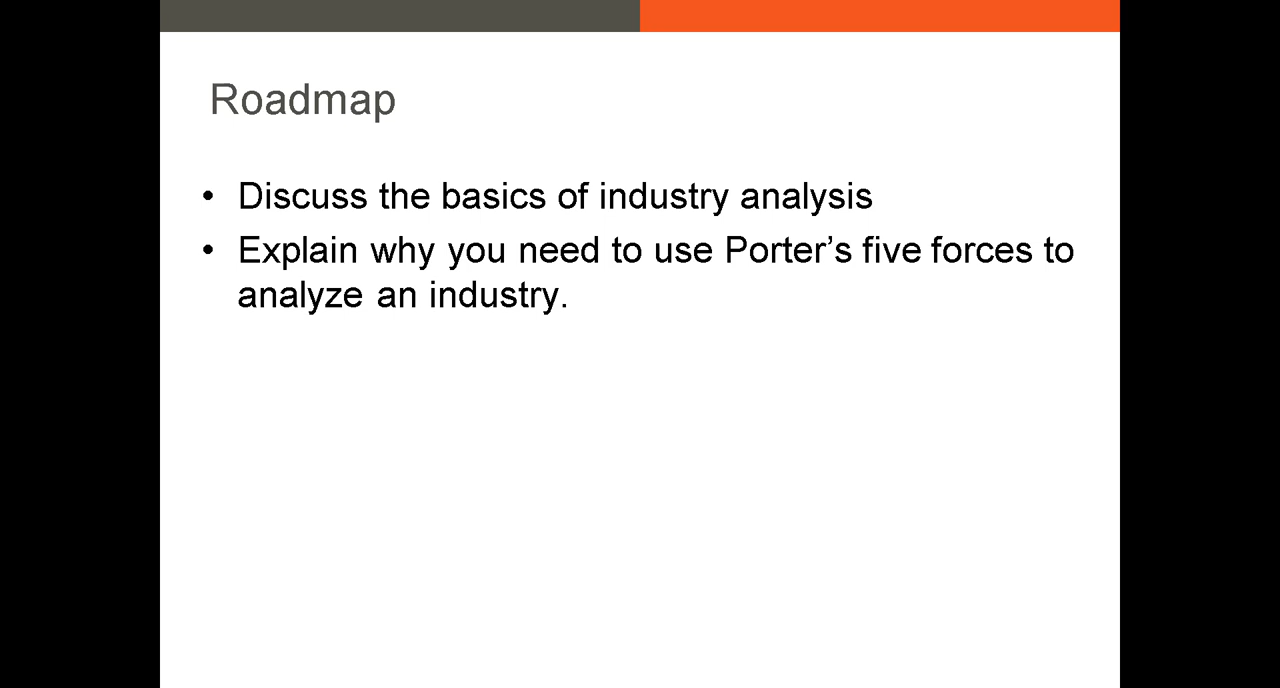 Roadmap
• Discuss the basics of industry analysis
• Explain why you need to use Porter’s five forces to
analyze an industry.